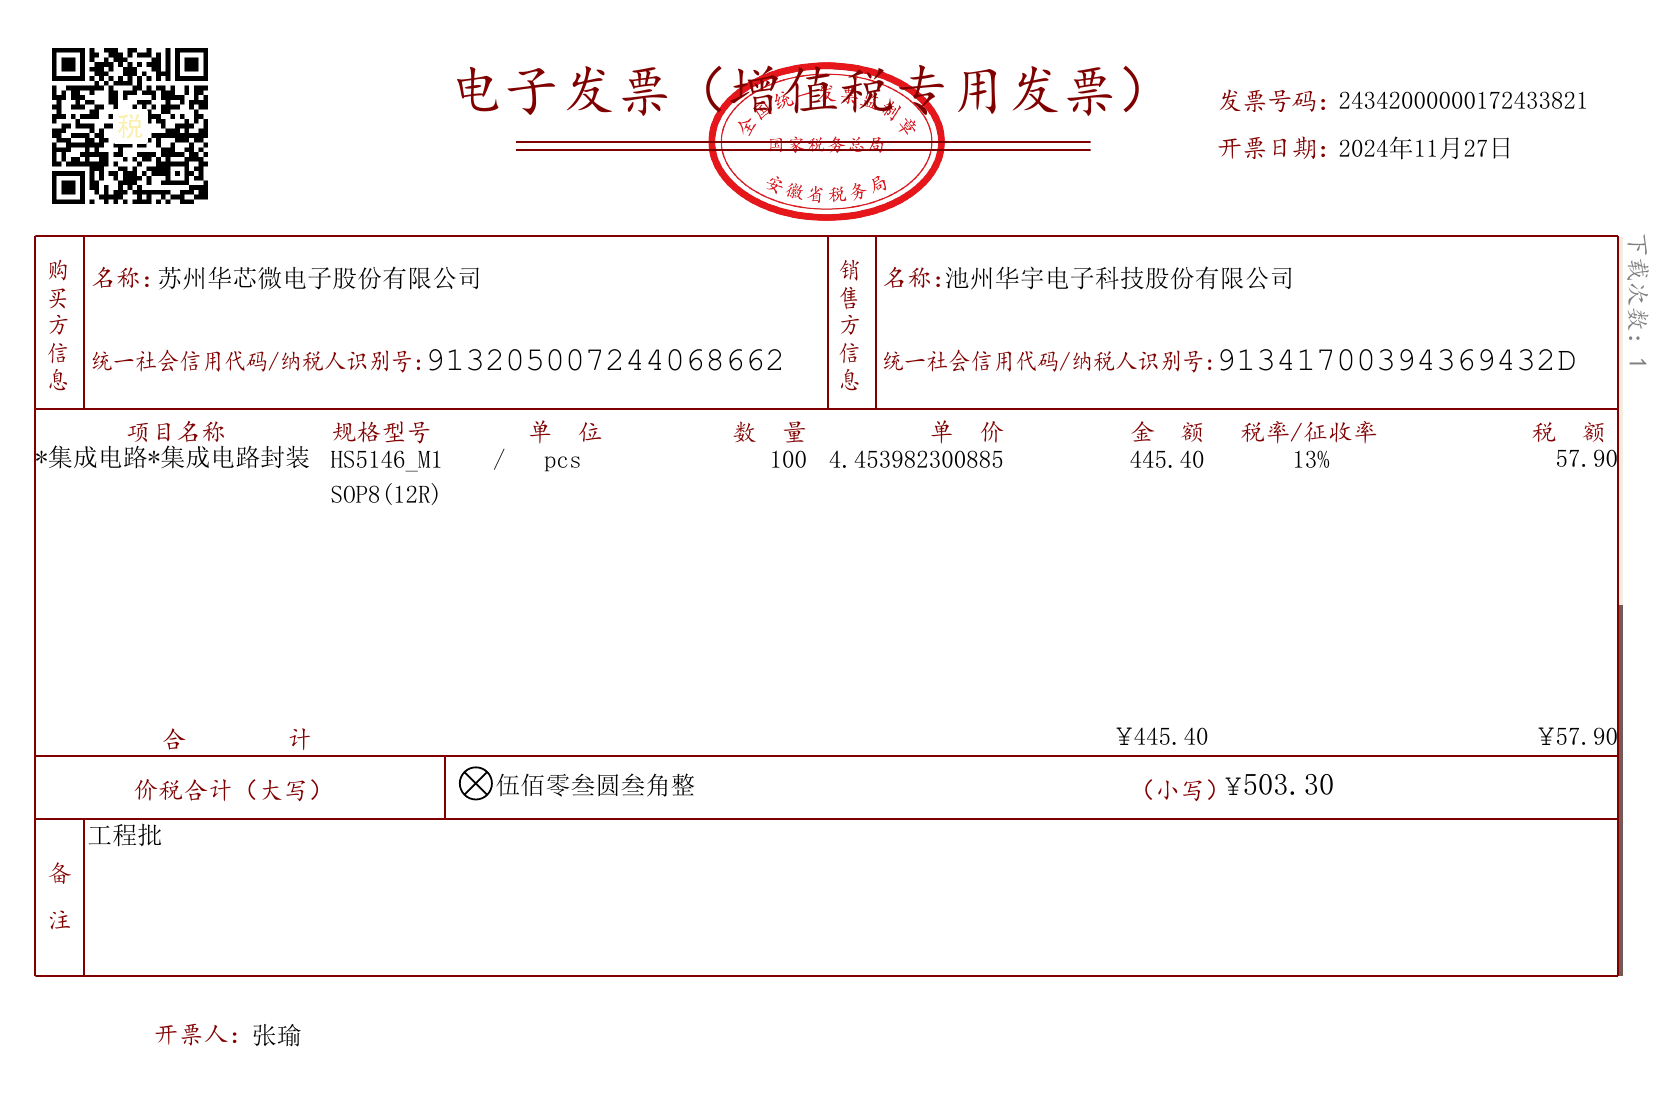 电子发票（增值税专用发票）
全国统一发票监制章
国家税务总局
安徽省税务局
税
发票号码：24342000000172433821
开票日期：2024年11月27日
下载次数：1
购买方信息
名称：苏州华芯微电子股份有限公司
统一社会信用代码/纳税人识别号：913205007244068662
销售方信息
名称：池州华宇电子科技股份有限公司
统一社会信用代码/纳税人识别号：91341700394369432D
项目名称 规格型号 单 位 数 量 单 价 金 额 税率/征收率 税 额
*集成电路*集成电路封装 HS5146_M1 / pcs 100 4.453982300885 445.40 13% 57.90
SOP8(12R)
合 计 ¥445.40 ¥57.90
价税合计（大写） ⊗伍佰零叁圆叁角整 （小写）¥503.30
备注
工程批
开票人：张瑜